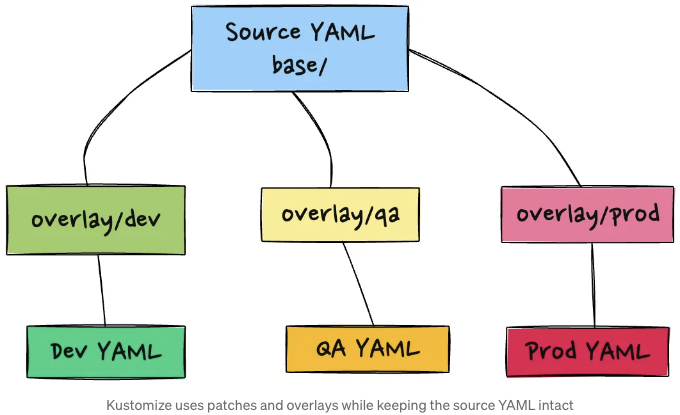 Source YAML
base/
overlay/dev
overlay/qa
overlay/prod
Dev YAML
QA YAML
Prod YAML
Kustomize uses patches and overlays while keeping the source YAML intact